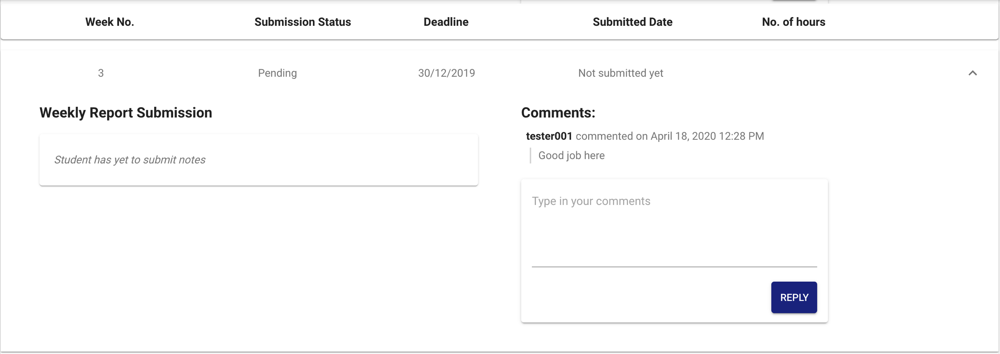 Week No. Submission Status Deadline Submitted Date No. of hours
3 Pending 30/12/2019 Not submitted yet
Weekly Report Submission
Student has yet to submit notes
Comments:
tester001 commented on April 18, 2020 12:28 PM
Good job here
Type in your comments
REPLY